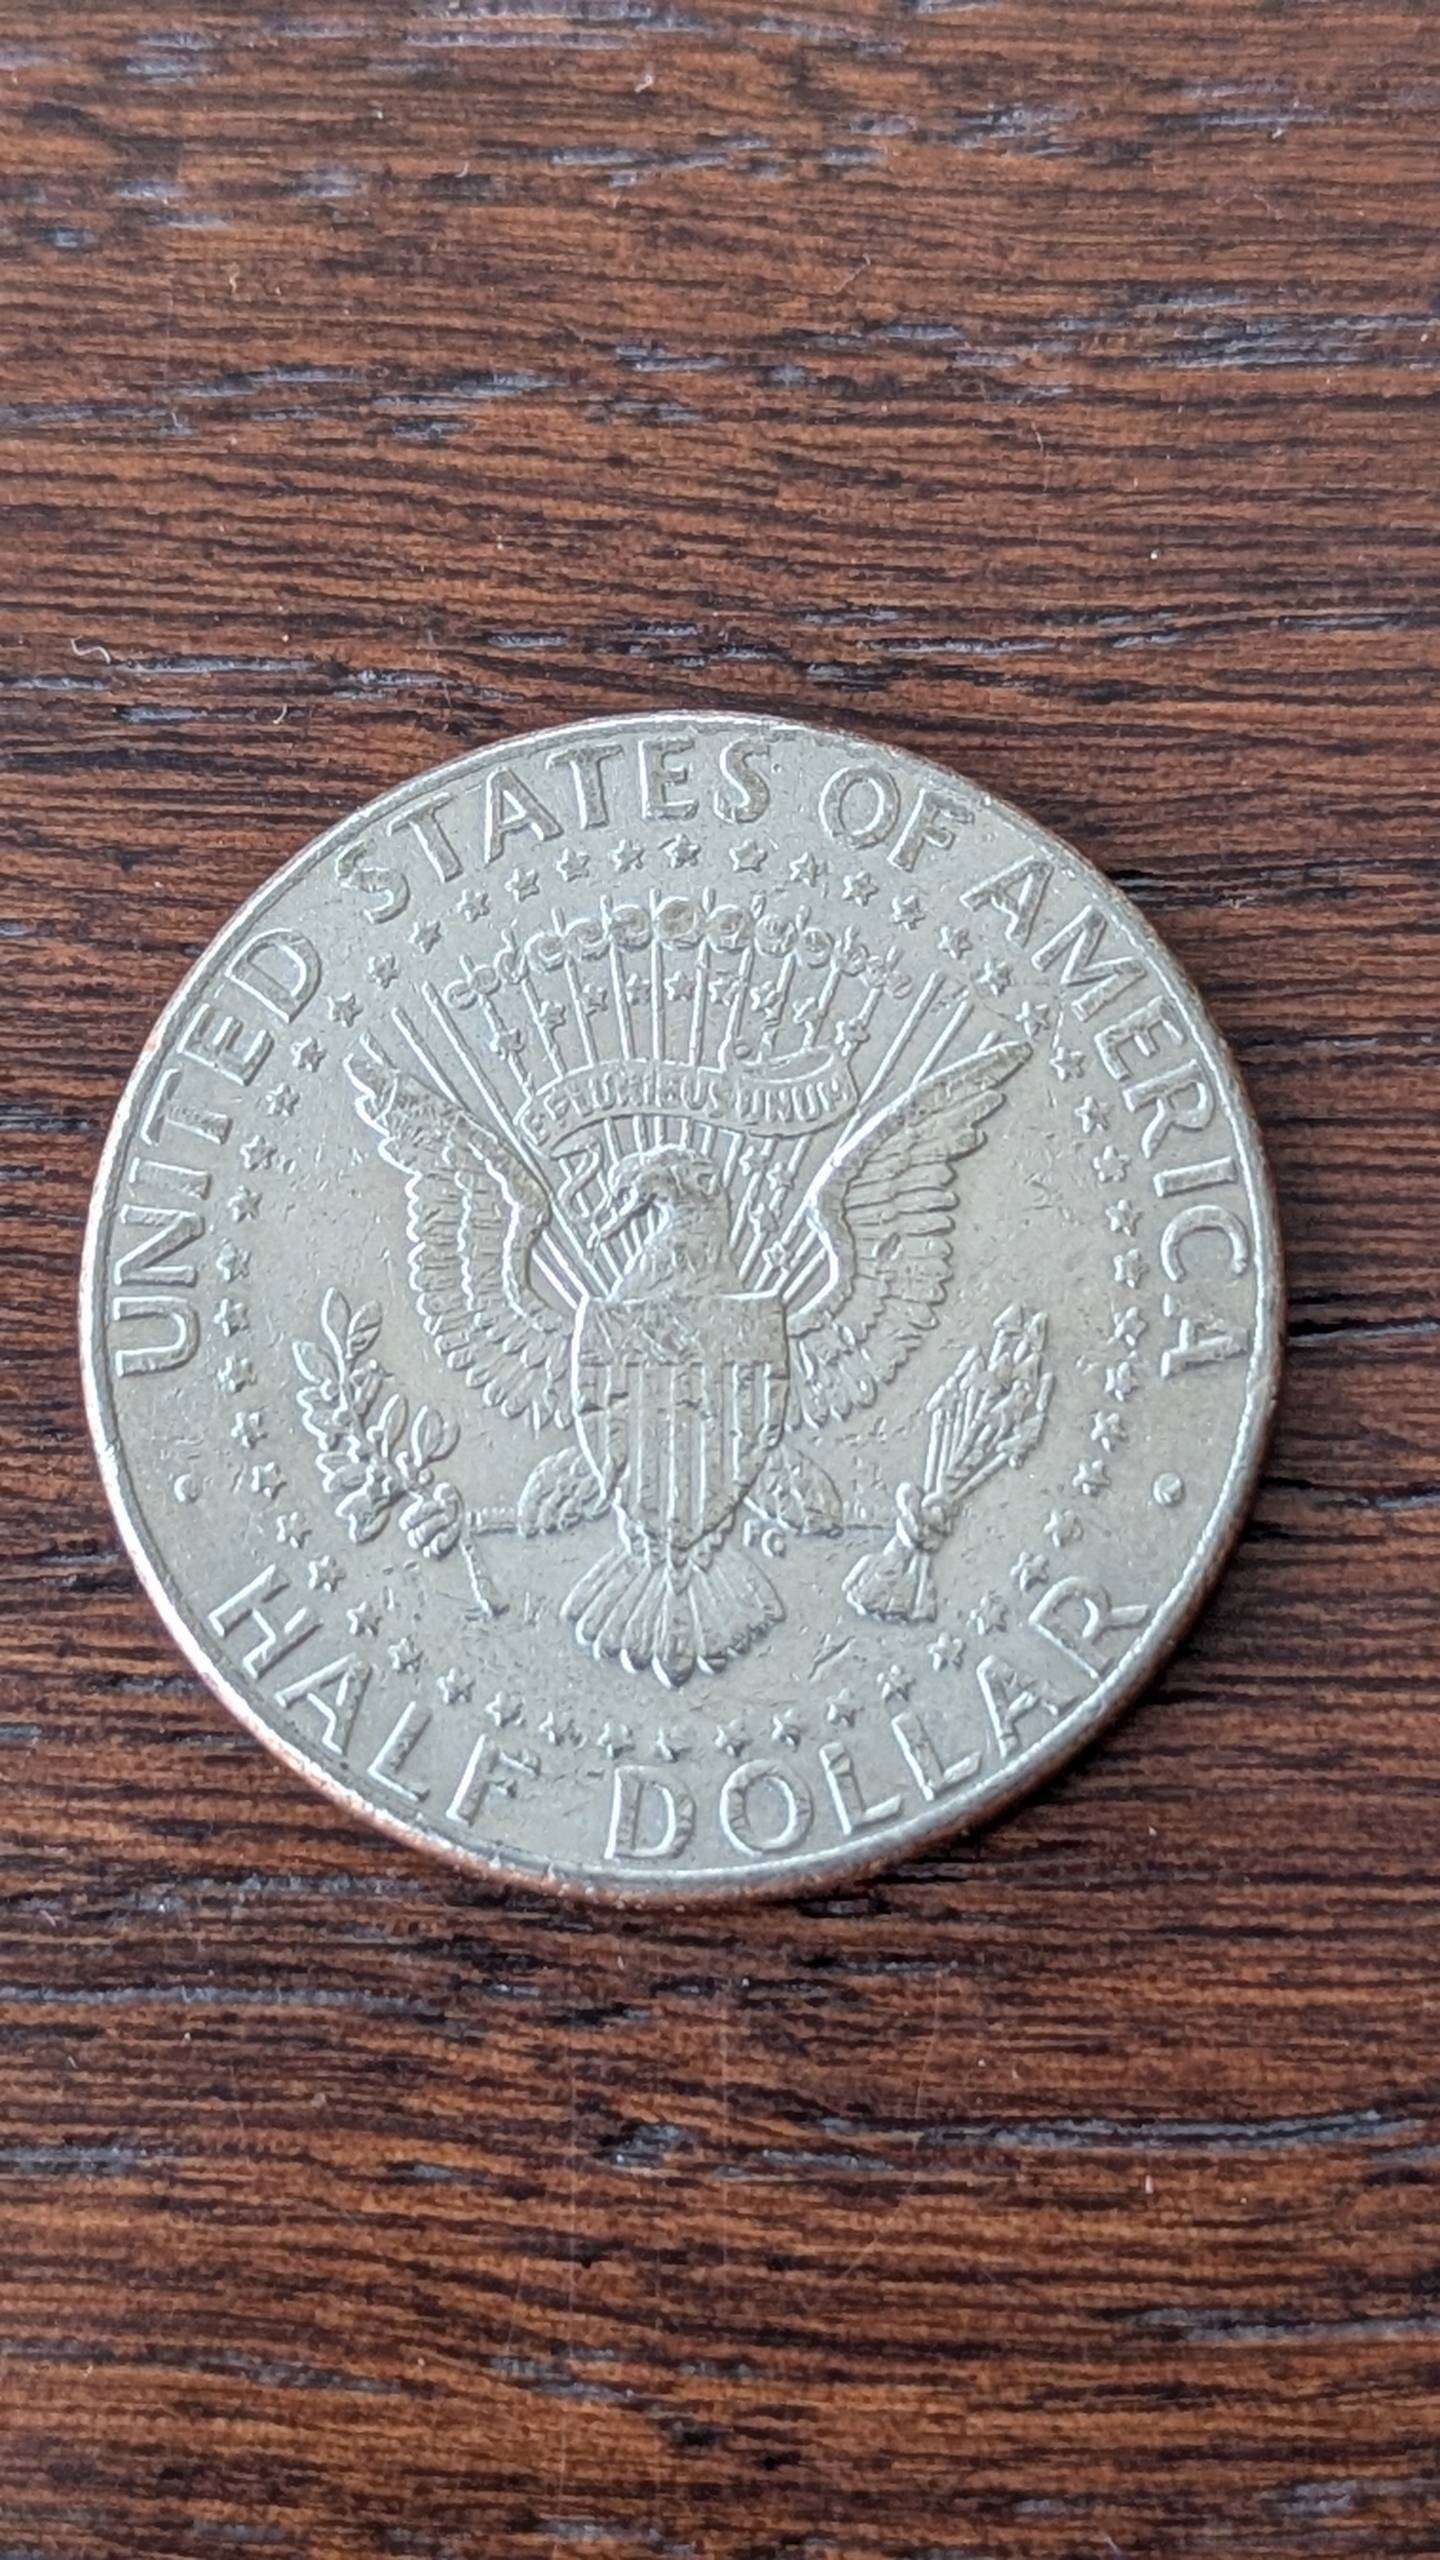 UNITED STATES OF AMERICA
E PLURIBUS UNUM
FG
HALF DOLLAR